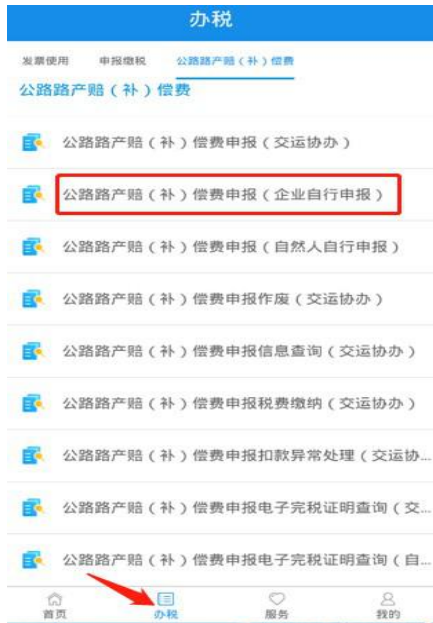 办税
发票使用 申报缴税 公路路产赔（补）偿费
公路路产赔（补）偿费
公路路产赔（补）偿费申报（交运协办）
公路路产赔（补）偿费申报（企业自行申报）
公路路产赔（补）偿费申报（自然人自行申报）
公路路产赔（补）偿费申报作废（交运协办）
公路路产赔（补）偿费申报信息查询（交运协办）
公路路产赔（补）偿费申报税费缴纳（交运协办）
公路路产赔（补）偿费申报扣款异常处理（交运协...
公路路产赔（补）偿费申报电子完税证明查询（交...
公路路产赔（补）偿费申报电子完税证明查询（自...
首页 办税 服务 我的